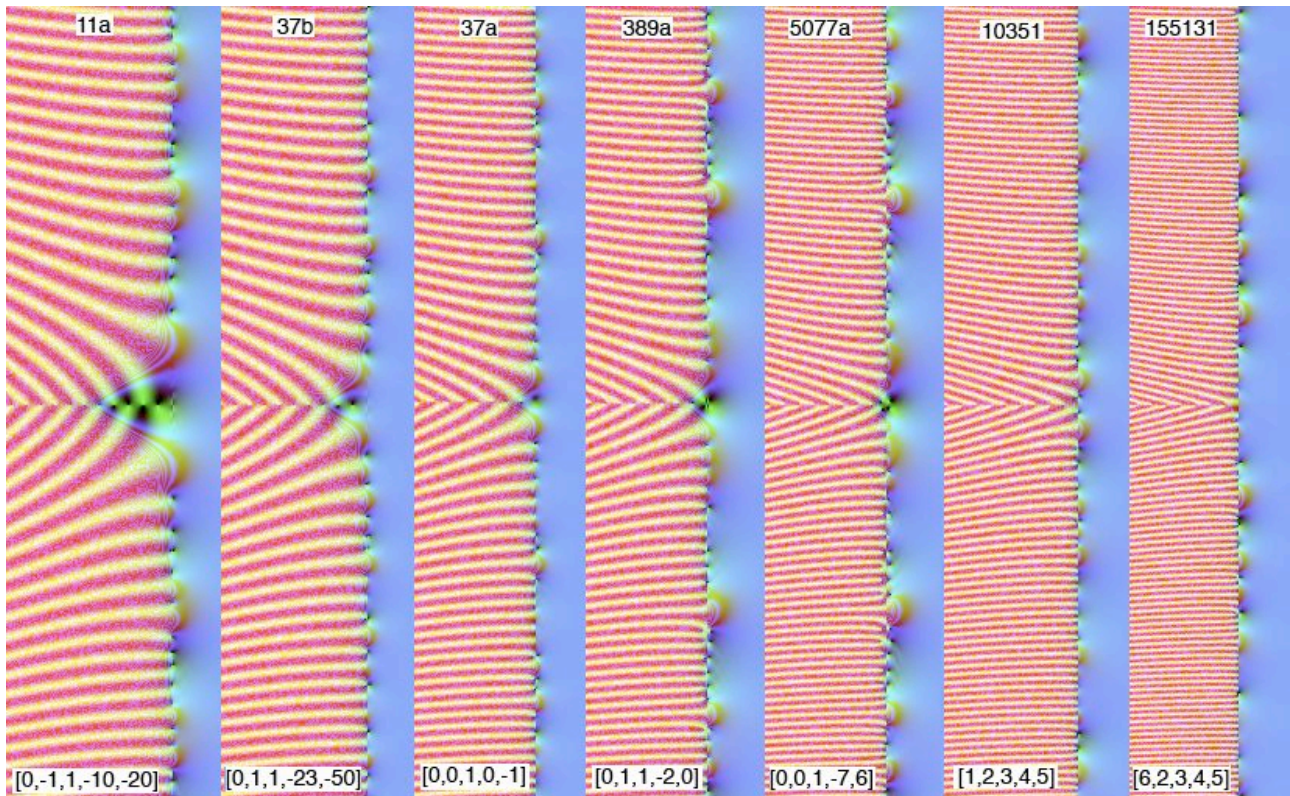 11a
37b
37a
389a
5077a
10351
155131
[0,-1,1,-10,-20]
[0,1,1,-23,-50]
[0,0,1,0,-1]
[0,1,1,-2,0]
[0,0,1,-7,6]
[1,2,3,4,5]
[6,2,3,4,5]